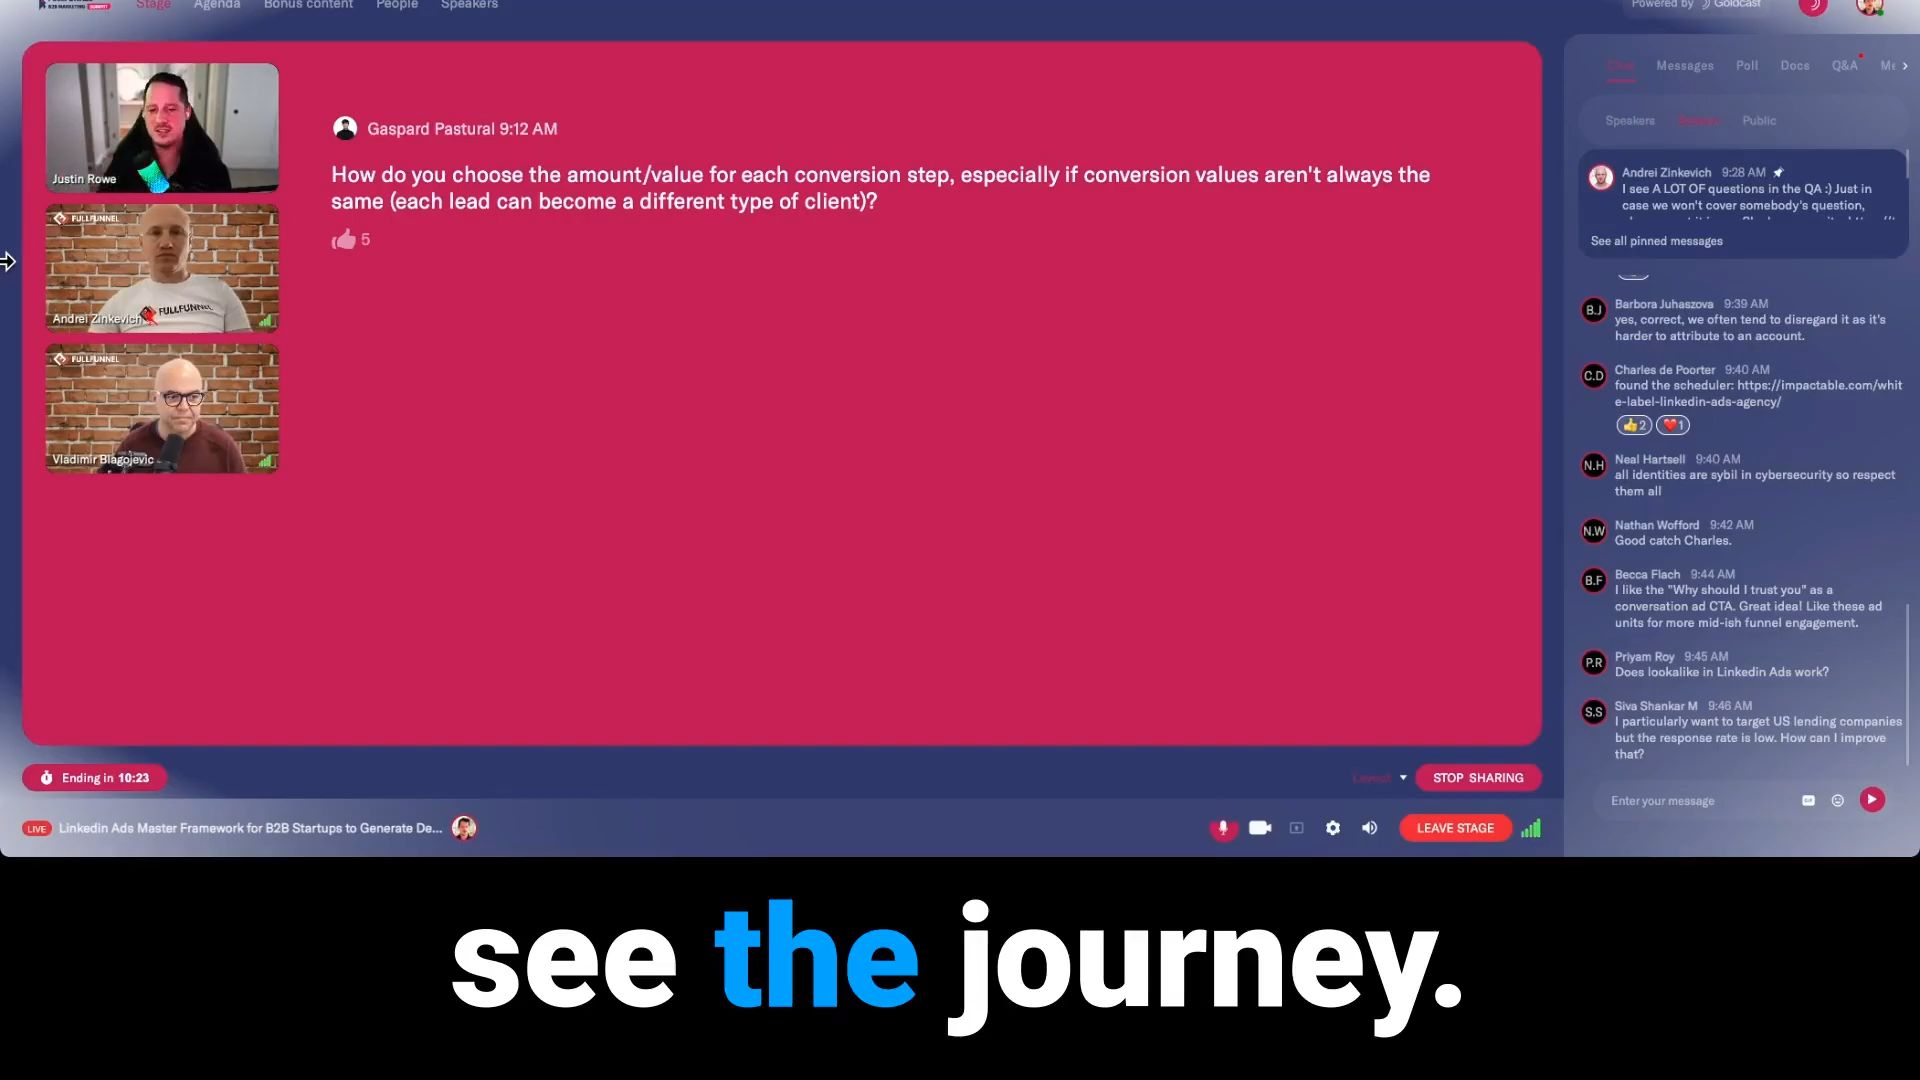 B2B MARKETING
Stage
Agenda
Bonus content
People
Speakers
Powered by Goldcast
Justin Rowe
FULLFUNNEL
FULLFUNNEL
Andrei Zinkevich
FULLFUNNEL
Vladimir Blagojevic
Gaspard Pastural 9:12 AM
How do you choose the amount/value for each conversion step, especially if conversion values aren't always the
same (each lead can become a different type of client)?
5
Chat
Messages
Poll
Docs
Q&A
Me
Speakers
Public
Andrei Zinkevich 9:28 AM
I see A LOT OF questions in the QA :) Just in
case we won't cover somebody's question,
See all pinned messages
B.J
Barbora Juhaszova 9:39 AM
yes, correct, we often tend to disregard it as it's
harder to attribute to an account.
C.D
Charles de Poorter 9:40 AM
found the scheduler: https://impactable.com/whit
e-label-linkedin-ads-agency/
👍2 ❤️1
N.H
Neal Hartsell 9:40 AM
all identities are sybil in cybersecurity so respect
them all
N.W
Nathan Wofford 9:42 AM
Good catch Charles.
B.F
Becca Flach 9:44 AM
I like the "Why should I trust you" as a
conversation ad CTA. Great idea! Like these ad
units for more mid-ish funnel engagement.
P.R
Priyam Roy 9:45 AM
Does lookalike in Linkedin Ads work?
S.S
Siva Shankar M 9:46 AM
I particularly want to target US lending companies
but the response rate is low. How can I improve
that?
Enter your message
Ending in 10:23
Layout
STOP SHARING
LIVE
Linkedin Ads Master Framework for B2B Startups to Generate De...
LEAVE STAGE
see the journey.